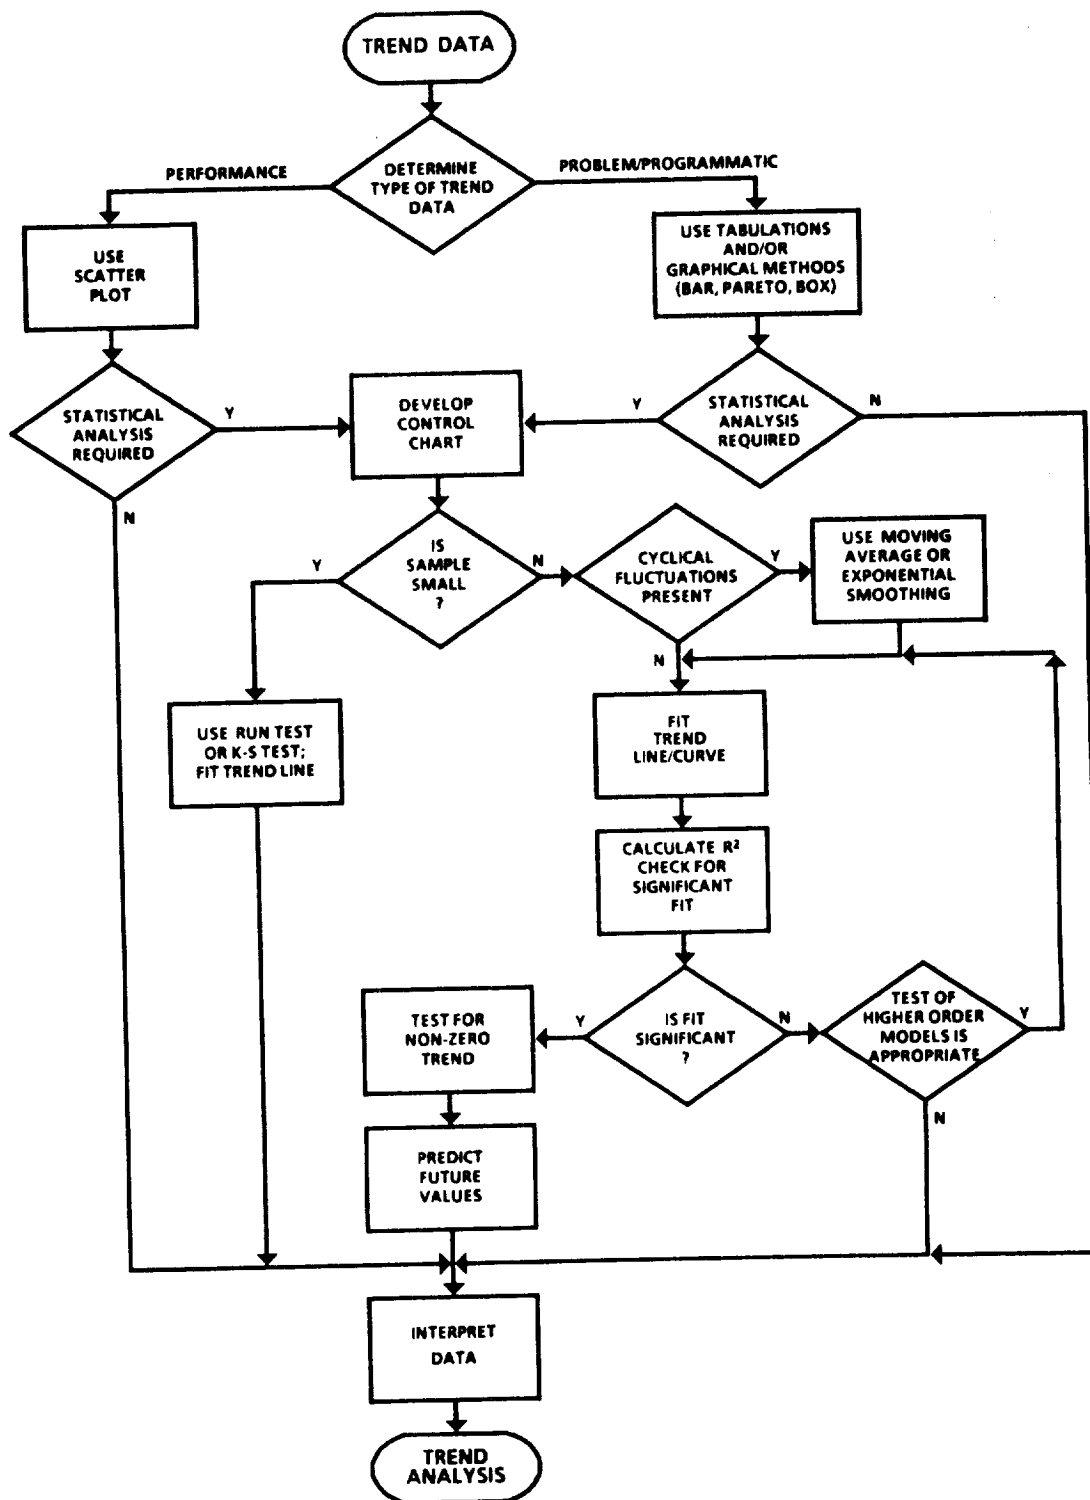 TREND DATA
DETERMINE
TYPE OF TREND
DATA
PERFORMANCE
PROBLEM/PROGRAMMATIC
USE
SCATTER
PLOT
USE TABULATIONS
AND/OR
GRAPHICAL METHODS
(BAR, PARETO, BOX)
STATISTICAL
ANALYSIS
REQUIRED
Y
N
DEVELOP
CONTROL
CHART
Y
STATISTICAL
ANALYSIS
REQUIRED
N
IS
SAMPLE
SMALL
?
Y
N
CYCLICAL
FLUCTUATIONS
PRESENT
Y
N
USE MOVING
AVERAGE OR
EXPONENTIAL
SMOOTHING
USE RUN TEST
OR K-S TEST;
FIT TREND LINE
FIT
TREND
LINE/CURVE
CALCULATE R²
CHECK FOR
SIGNIFICANT
FIT
TEST FOR
NON-ZERO
TREND
Y
IS FIT
SIGNIFICANT
?
N
TEST OF
HIGHER ORDER
MODELS IS
APPROPRIATE
Y
N
PREDICT
FUTURE
VALUES
INTERPRET
DATA
TREND
ANALYSIS